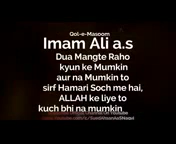 Qol-e-Masoom
Imam Ali a.s
Dua Mangte Raho
kyun ke Mumkin
aur na Mumkin to
sirf Hamari Soch me hai,
ALLAH ke liye to
kuch bhi na mumkin